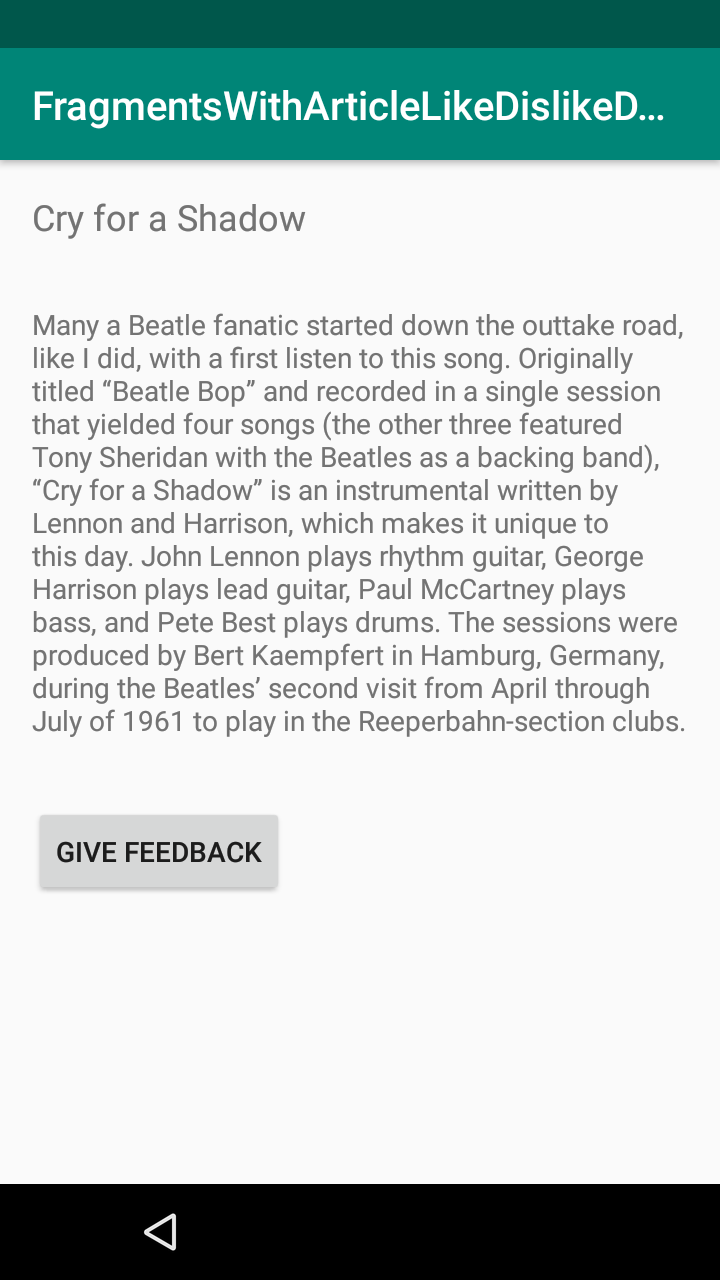 FragmentsWithArticleLikeDislikeD...
Cry for a Shadow
Many a Beatle fanatic started down the outtake road,
like I did, with a first listen to this song. Originally
titled “Beatle Bop” and recorded in a single session
that yielded four songs (the other three featured
Tony Sheridan with the Beatles as a backing band),
“Cry for a Shadow” is an instrumental written by
Lennon and Harrison, which makes it unique to
this day. John Lennon plays rhythm guitar, George
Harrison plays lead guitar, Paul McCartney plays
bass, and Pete Best plays drums. The sessions were
produced by Bert Kaempfert in Hamburg, Germany,
during the Beatles’ second visit from April through
July of 1961 to play in the Reeperbahn-section clubs.
GIVE FEEDBACK